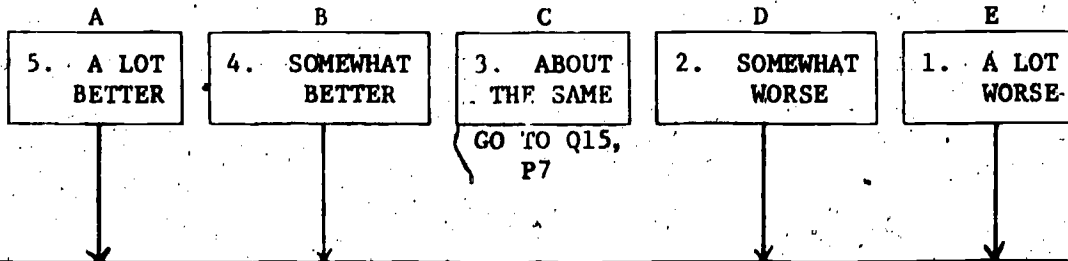 A B C D E
5. A LOT 4. SOMEWHAT 3. ABOUT 2. SOMEWHAT 1. A LOT
BETTER BETTER THE SAME WORSE WORSE
GO TO Q15,
P7